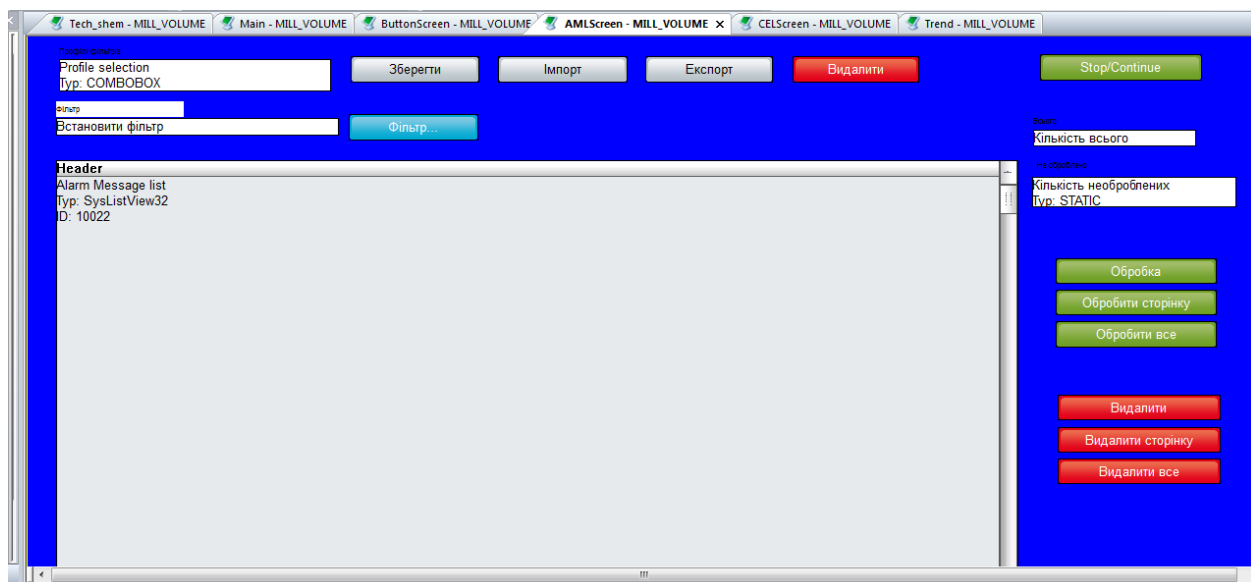 Tech_shem - MILL_VOLUME Main - MILL_VOLUME ButtonScreen - MILL_VOLUME AMLScreen - MILL_VOLUME CELScreen - MILL_VOLUME Trend - MILL_VOLUME
Profile selection
Typ: COMBOBOX
Зберегти Імпорт Експорт Видалити Stop/Continue
Фільтр
Встановити фільтр Фільтр...
Всього
Кількість всього
Header
Alarm Message list
Typ: SysListView32
ID: 10022
Кількість необроблених
Typ: STATIC
Обробка
Обробити сторінку
Обробити все
Видалити
Видалити сторінку
Видалити все